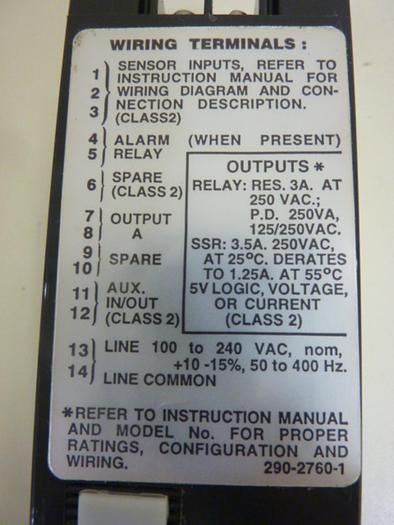 WIRING TERMINALS:
1 SENSOR INPUTS, REFER TO
2 INSTRUCTION MANUAL FOR
WIRING DIAGRAM AND CON-
3 NECTION DESCRIPTION.
(CLASS2)
4 ALARM (WHEN PRESENT)
5 RELAY
6 SPARE
(CLASS 2)
7 OUTPUT
8 A
9
10 SPARE
11 AUX.
IN/OUT
12 (CLASS 2)
OUTPUTS *
RELAY: RES. 3A. AT
250 VAC.;
P.D. 250VA,
125/250VAC.
SSR: 3.5A. 250VAC,
AT 25°C. DERATES
TO 1.25A. AT 55°C
5V LOGIC, VOLTAGE,
OR CURRENT
(CLASS 2)
13 LINE 100 to 240 VAC, nom,
+10 -15%, 50 to 400 Hz.
14 LINE COMMON
*REFER TO INSTRUCTION MANUAL
AND MODEL No. FOR PROPER
RATINGS, CONFIGURATION AND
WIRING. 290-2760-1